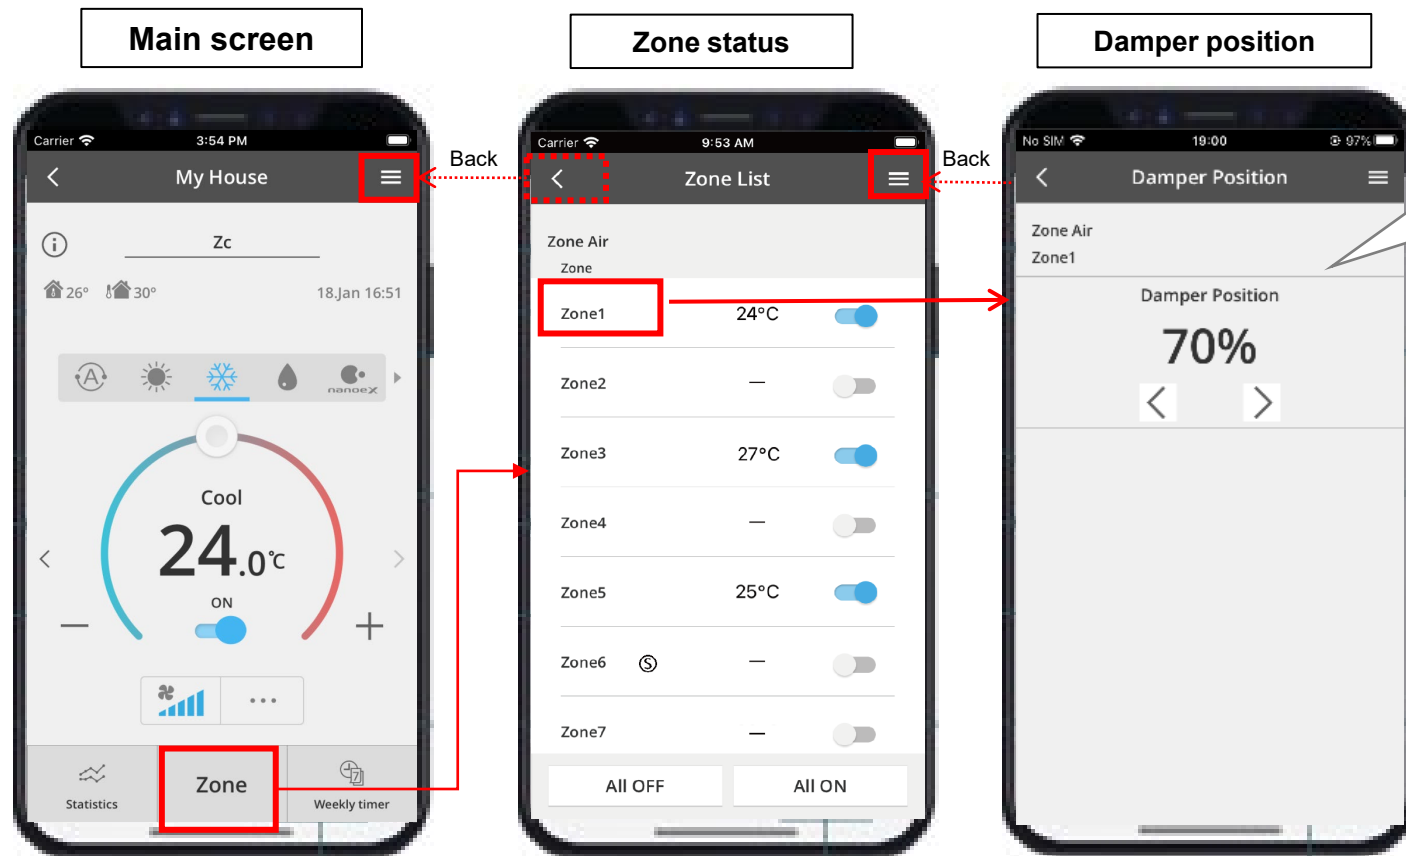 Main screen
Carrier
3:54 PM
My House
Zc
26°
30°
18.Jan 16:51
A
nanoeX
Cool
24.0℃
ON
Statistics
Zone
7
Weekly timer
Back
Zone status
Carrier
9:53 AM
Zone List
Zone Air
Zone
Zone1 24°C
Zone2 —
Zone3 27°C
Zone4 —
Zone5 25°C
Zone6 Ⓢ —
Zone7 —
All OFF
All ON
Back
Damper position
No SIM
19:00
97%
Damper Position
Zone Air
Zone1
Damper Position
70%